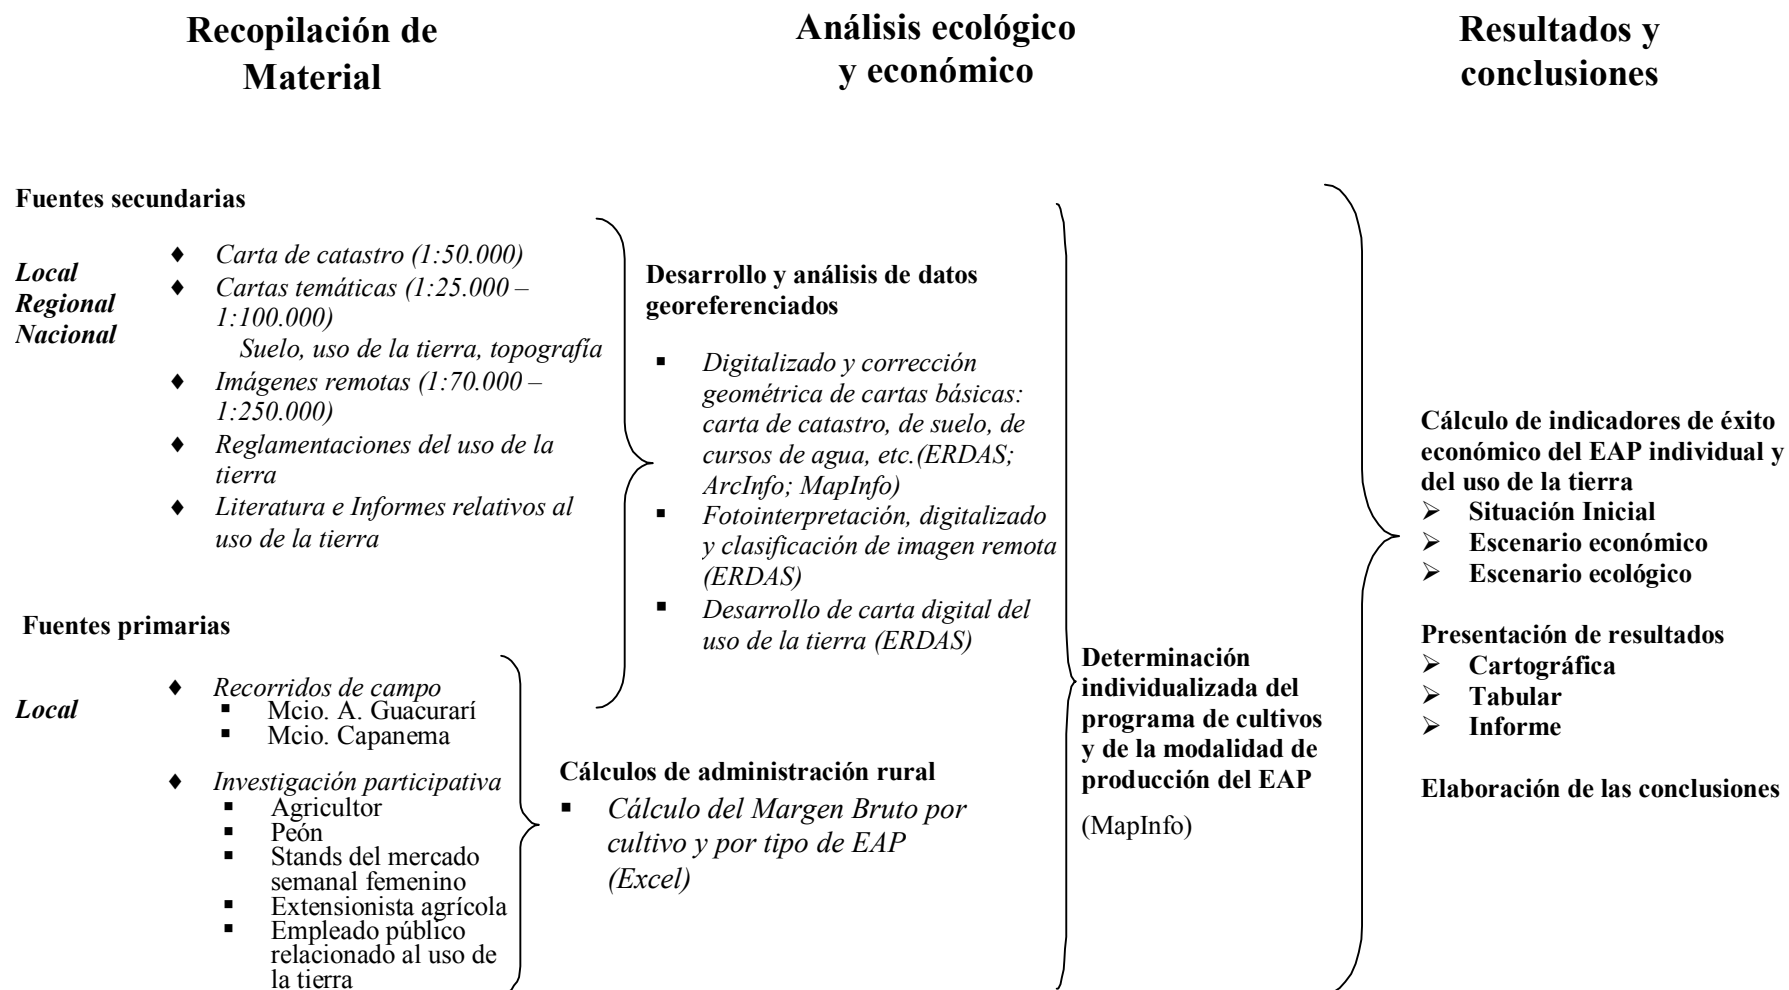 Recopilación de
Material
Análisis ecológico
y económico
Resultados y
conclusiones
Fuentes secundarias
Local
Regional
Nacional
♦ Carta de catastro (1:50.000)
♦ Cartas temáticas (1:25.000 –
1:100.000)
Suelo, uso de la tierra, topografía
♦ Imágenes remotas (1:70.000 –
1:250.000)
♦ Reglamentaciones del uso de la
tierra
♦ Literatura e Informes relativos al
uso de la tierra
Fuentes primarias
Local
♦ Recorridos de campo
▪ Mcio. A. Guacurarí
▪ Mcio. Capanema
♦ Investigación participativa
▪ Agricultor
▪ Peón
▪ Stands del mercado
semanal femenino
▪ Extensionista agrícola
▪ Empleado público
relacionado al uso de
la tierra
Desarrollo y análisis de datos
georeferenciados
▪ Digitalizado y corrección
geométrica de cartas básicas:
carta de catastro, de suelo, de
cursos de agua, etc.(ERDAS;
ArcInfo; MapInfo)
▪ Fotointerpretación, digitalizado
y clasificación de imagen remota
(ERDAS)
▪ Desarrollo de carta digital del
uso de la tierra (ERDAS)
Cálculos de administración rural
▪ Cálculo del Margen Bruto por
cultivo y por tipo de EAP
(Excel)
Determinación
individualizada del
programa de cultivos
y de la modalidad de
producción del EAP
(MapInfo)
Cálculo de indicadores de éxito
económico del EAP individual y
del uso de la tierra
➢ Situación Inicial
➢ Escenario económico
➢ Escenario ecológico
Presentación de resultados
➢ Cartográfica
➢ Tabular
➢ Informe
Elaboración de las conclusiones